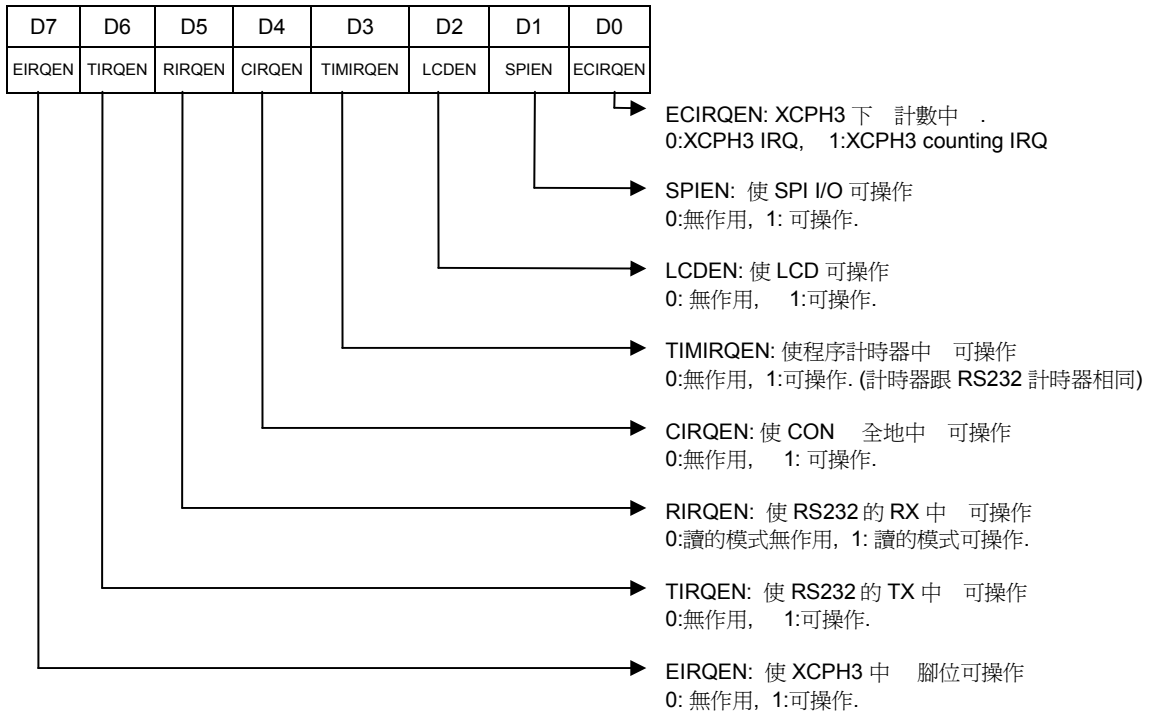 D7 D6 D5 D4 D3 D2 D1 D0
EIRQEN TIRQEN RIRQEN CIRQEN TIMIRQEN LCDEN SPIEN ECIRQEN
ECIRQEN: XCPH3 下 計數中 .
0:XCPH3 IRQ, 1:XCPH3 counting IRQ
SPIEN: 使 SPI I/O 可操作
0:無作用, 1: 可操作.
LCDEN: 使 LCD 可操作
0: 無作用, 1:可操作.
TIMIRQEN: 使程序計時器中 可操作
0:無作用, 1:可操作. (計時器跟 RS232 計時器相同)
CIRQEN: 使 CON 全地中 可操作
0:無作用, 1: 可操作.
RIRQEN: 使 RS232 的 RX 中 可操作
0:讀的模式無作用, 1: 讀的模式可操作.
TIRQEN: 使 RS232 的 TX 中 可操作
0:無作用, 1:可操作.
EIRQEN: 使 XCPH3 中 腳位可操作
0: 無作用, 1:可操作.